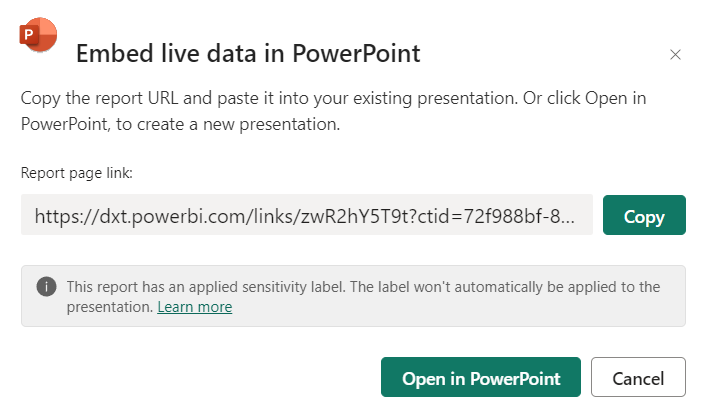 P
Embed live data in PowerPoint
Copy the report URL and paste it into your existing presentation. Or click Open in
PowerPoint, to create a new presentation.
Report page link:
https://dxt.powerbi.com/links/zwR2hY5T9t?ctid=72f988bf-8...
Copy
This report has an applied sensitivity label. The label won't automatically be applied to the
presentation. Learn more
Open in PowerPoint
Cancel